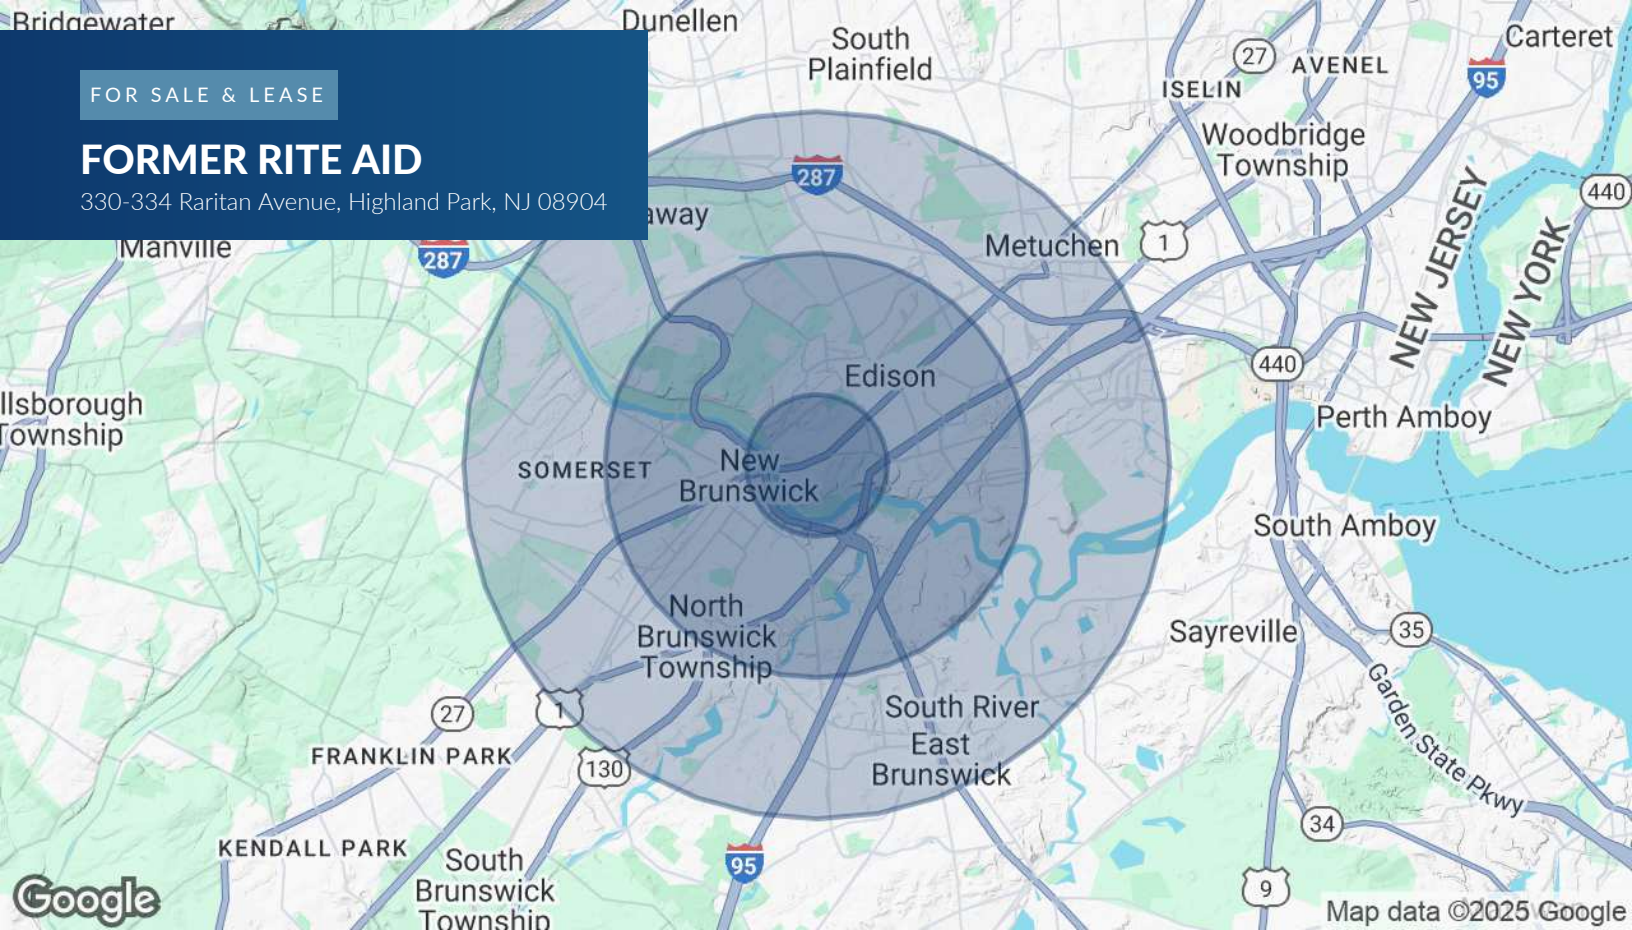 Bridgewater
Dunellen
South
Plainfield
27
AVENEL
Carteret
ISELIN
95
FOR SALE & LEASE
FORMER RITE AID
330-334 Raritan Avenue, Highland Park, NJ 08904
Woodbridge
Township
287
440
away
Manville
287
Metuchen
1
NEW JERSEY
NEW YORK
440
Edison
llsborough
Township
Perth Amboy
SOMERSET
New
Brunswick
South Amboy
North
Brunswick
Township
Sayreville
35
27
1
South River
Garden State Pkwy
FRANKLIN PARK
130
East
Brunswick
34
KENDALL PARK
South
Brunswick
Township
95
9
Google
Map data ©2025 Google